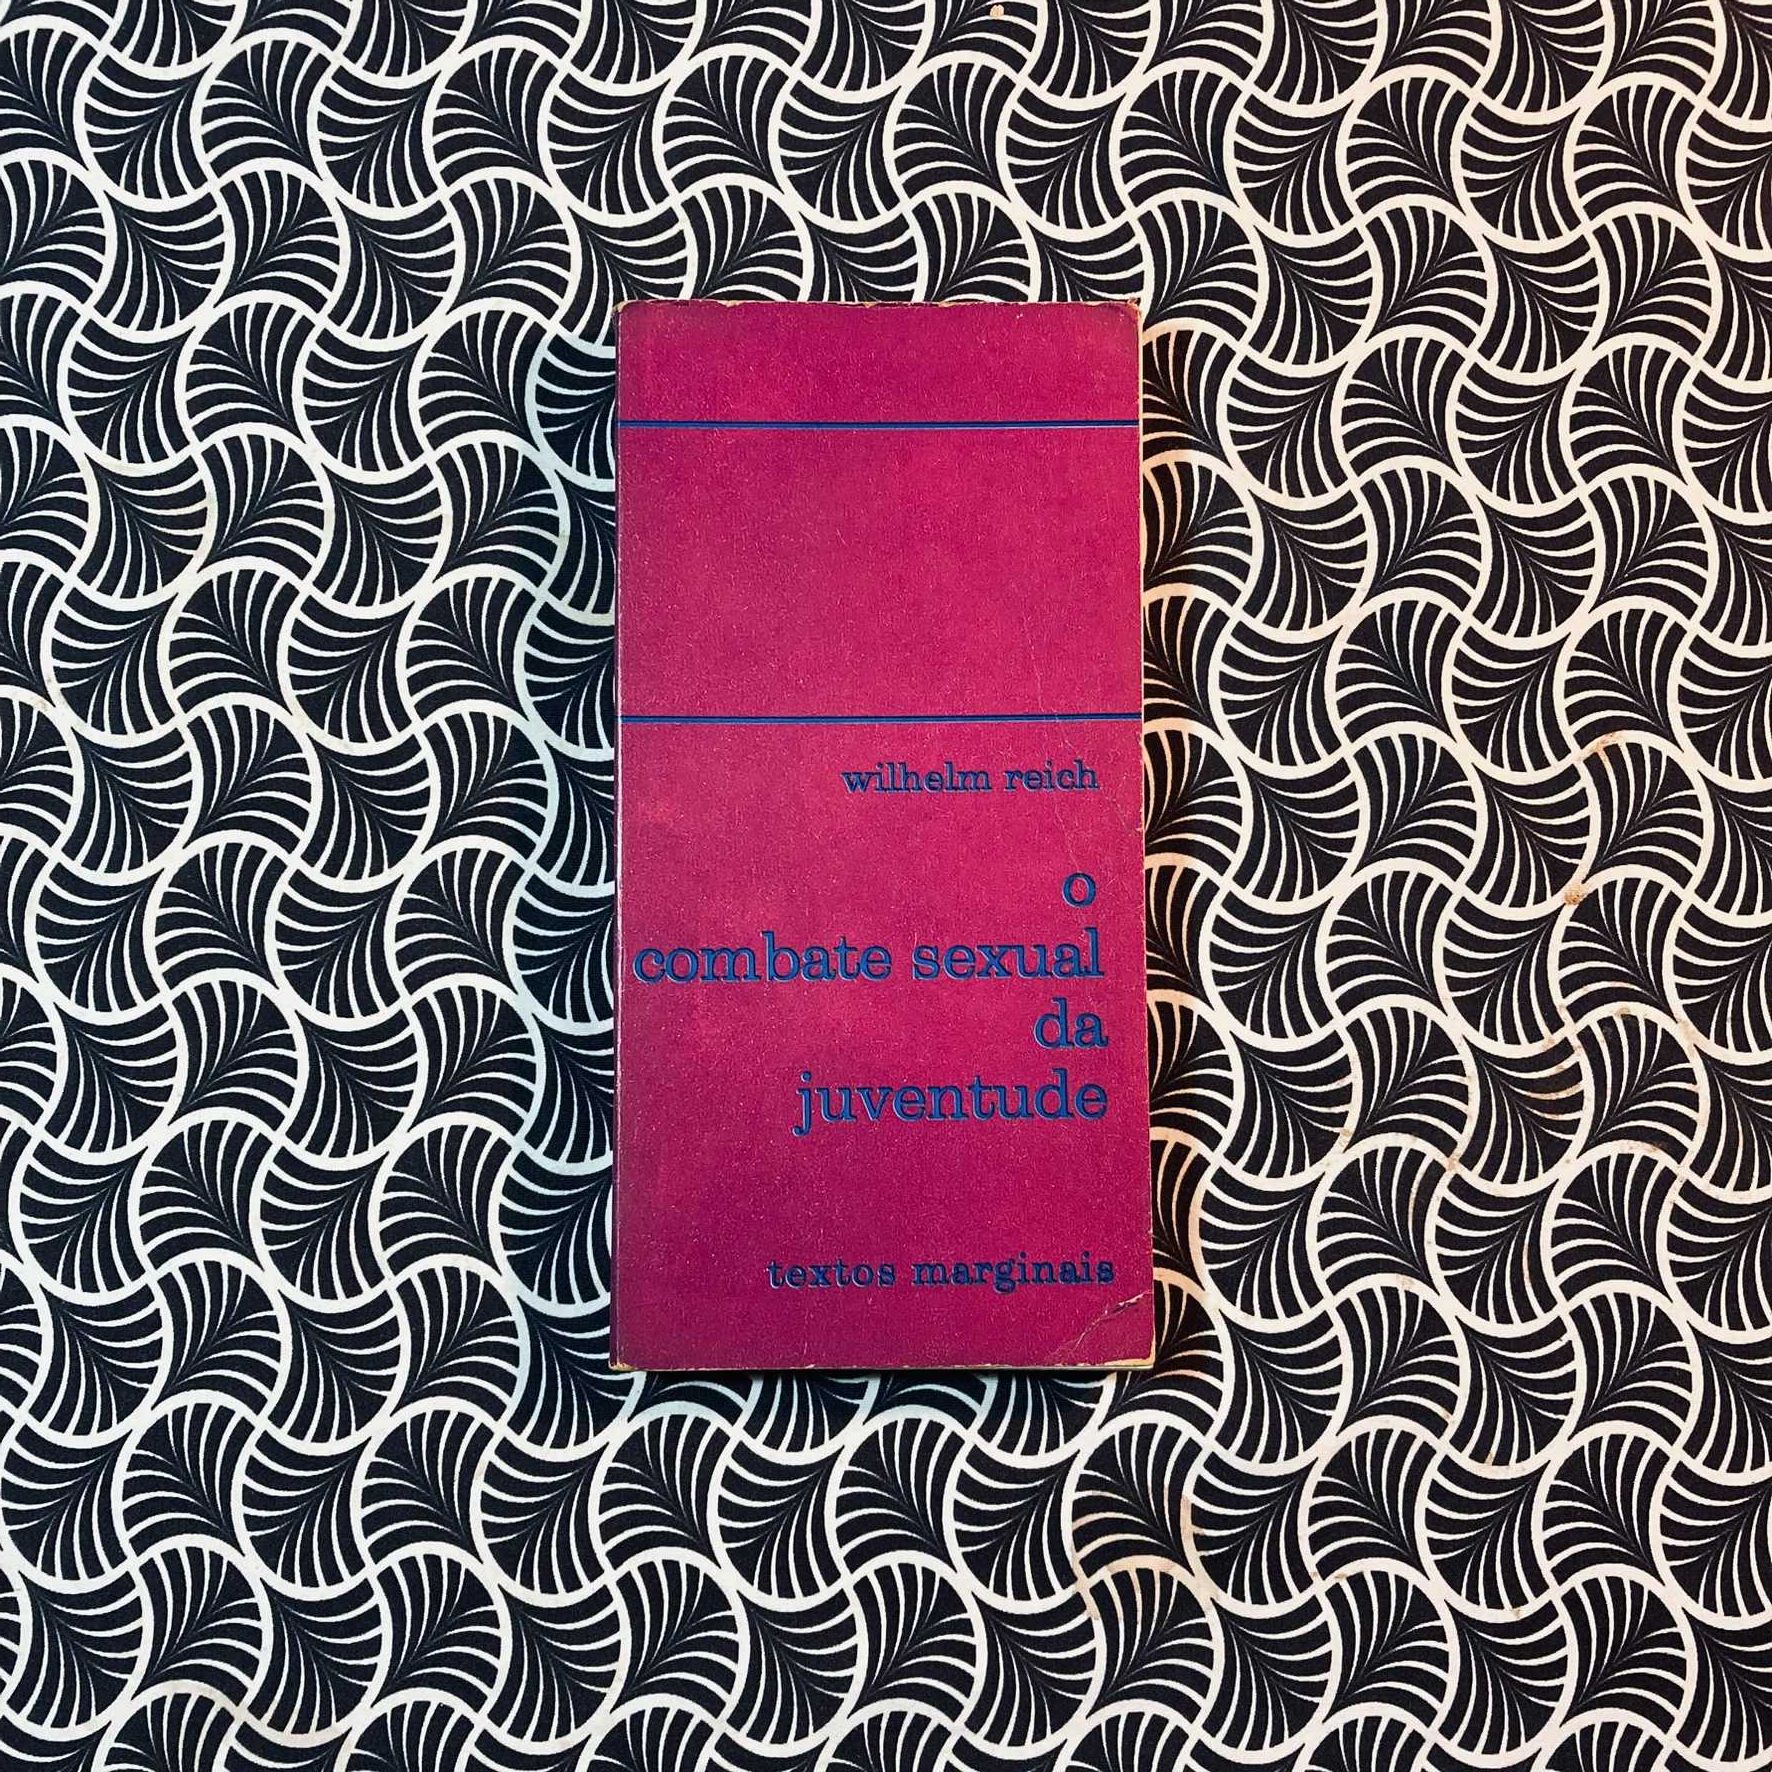 wilhelm reich
o
combate sexual
da
juventude
textos marginais